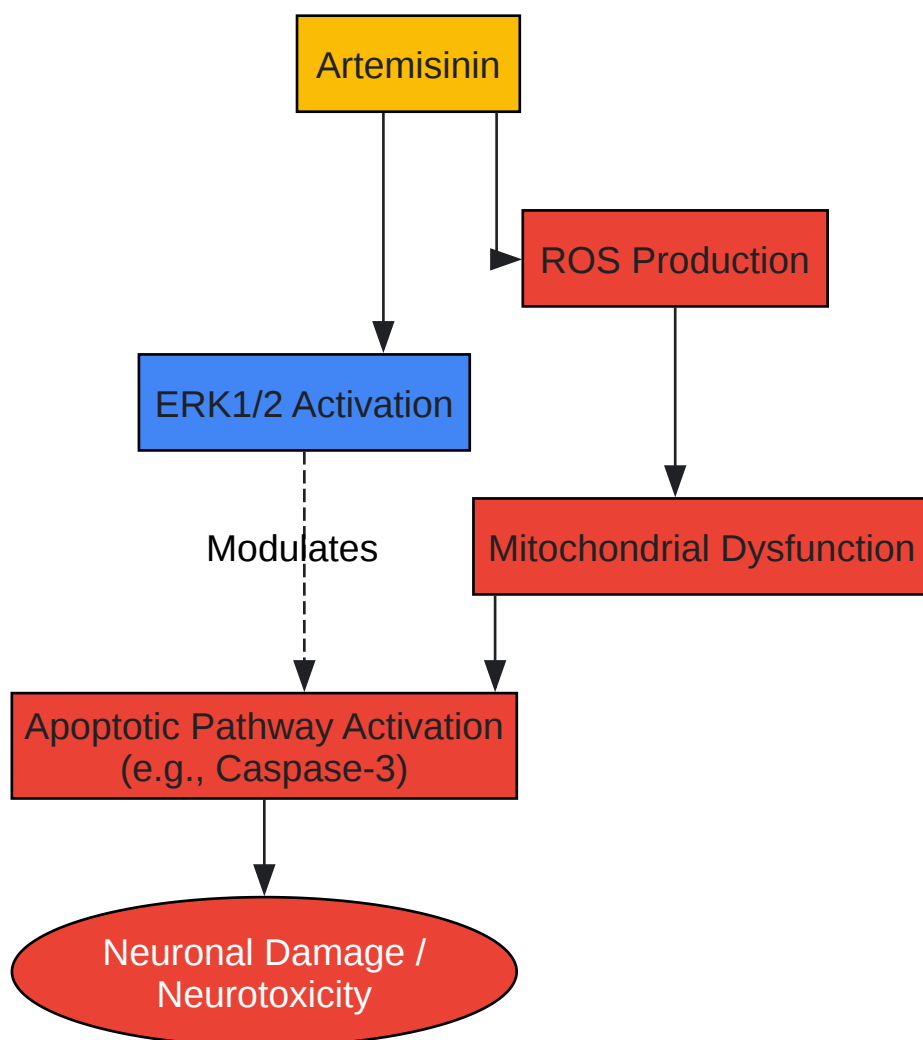 Artemisinin
ROS Production
ERK1/2 Activation
Modulates
Mitochondrial Dysfunction
Apoptotic Pathway Activation
(e.g., Caspase-3)
Neuronal Damage /
Neurotoxicity